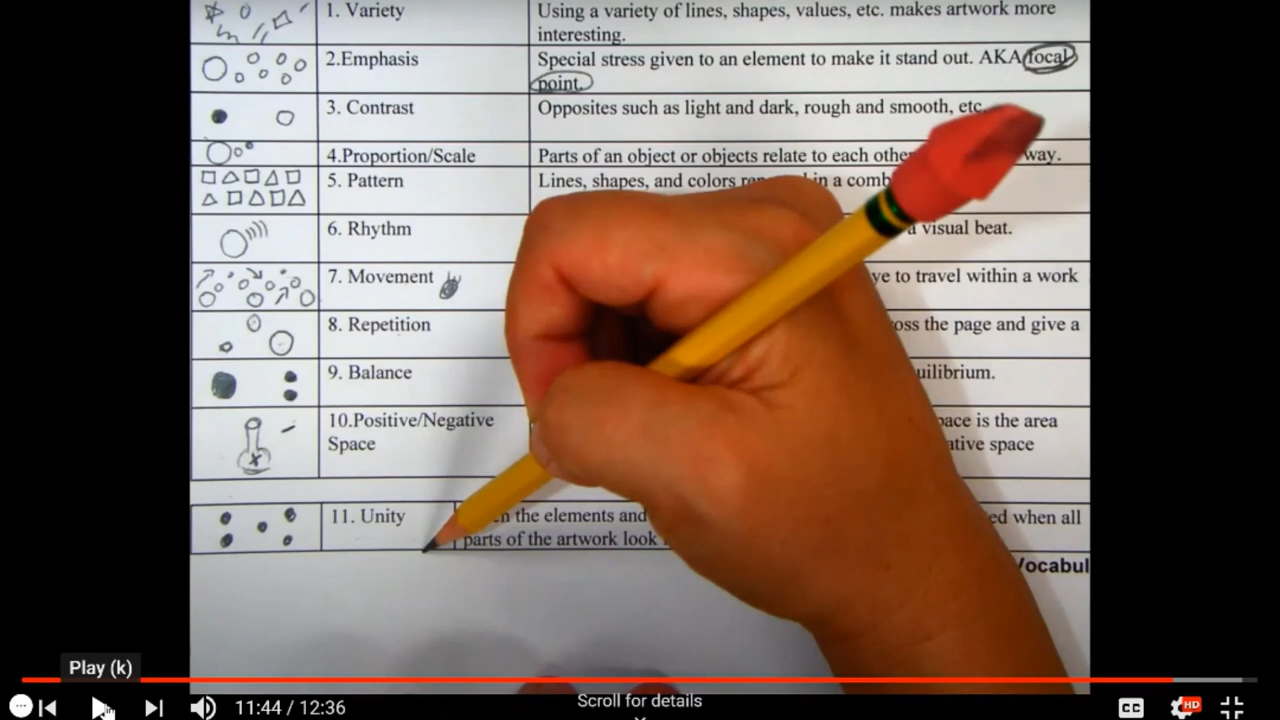 1. Variety
Using a variety of lines, shapes, values, etc. makes artwork more
interesting.
2.Emphasis
Special stress given to an element to make it stand out. AKA focal
point.
3. Contrast
Opposites such as light and dark, rough and smooth, etc.
4.Proportion/Scale
Parts of an object or objects relate to each other way.
5. Pattern
Lines, shapes, and colors in a comb
6. Rhythm
a visual beat.
7. Movement
to travel within a work
8. Repetition
the page and give a
9. Balance
10.Positive/Negative
Space
is the area
space
11. Unity
the elements and when all
parts of the artwork look
Play (k)
11:44 / 12:36
Scroll for details
CC
HD